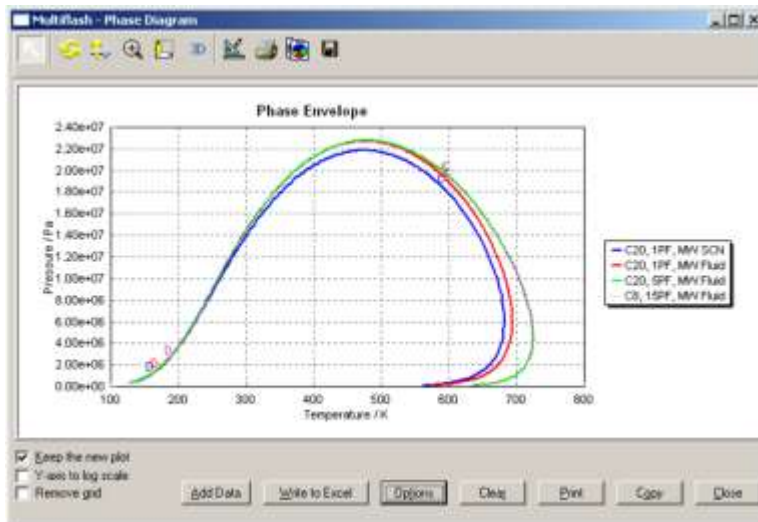 Multiflash - Phase Diagram
3D
Phase Envelope
2.40e+07
2.20e+07
2.00e+07
1.80e+07
1.60e+07
1.40e+07
1.20e+07
1.00e+07
8.00e+06
6.00e+06
4.00e+06
2.00e+06
0.00e+00
Pressure / Pa
100 200 300 400 500 600 700 800
Temperature / K
C20, 1PF, MW SCN
C20, 1PF, MW Fluid
C20, 5PF, MW Fluid
C8, 15PF, MW Fluid
Keep the new plot
Y-axis to log scale
Remove grid
Add Data
Write to Excel
Options
Clear
Print
Copy
Close